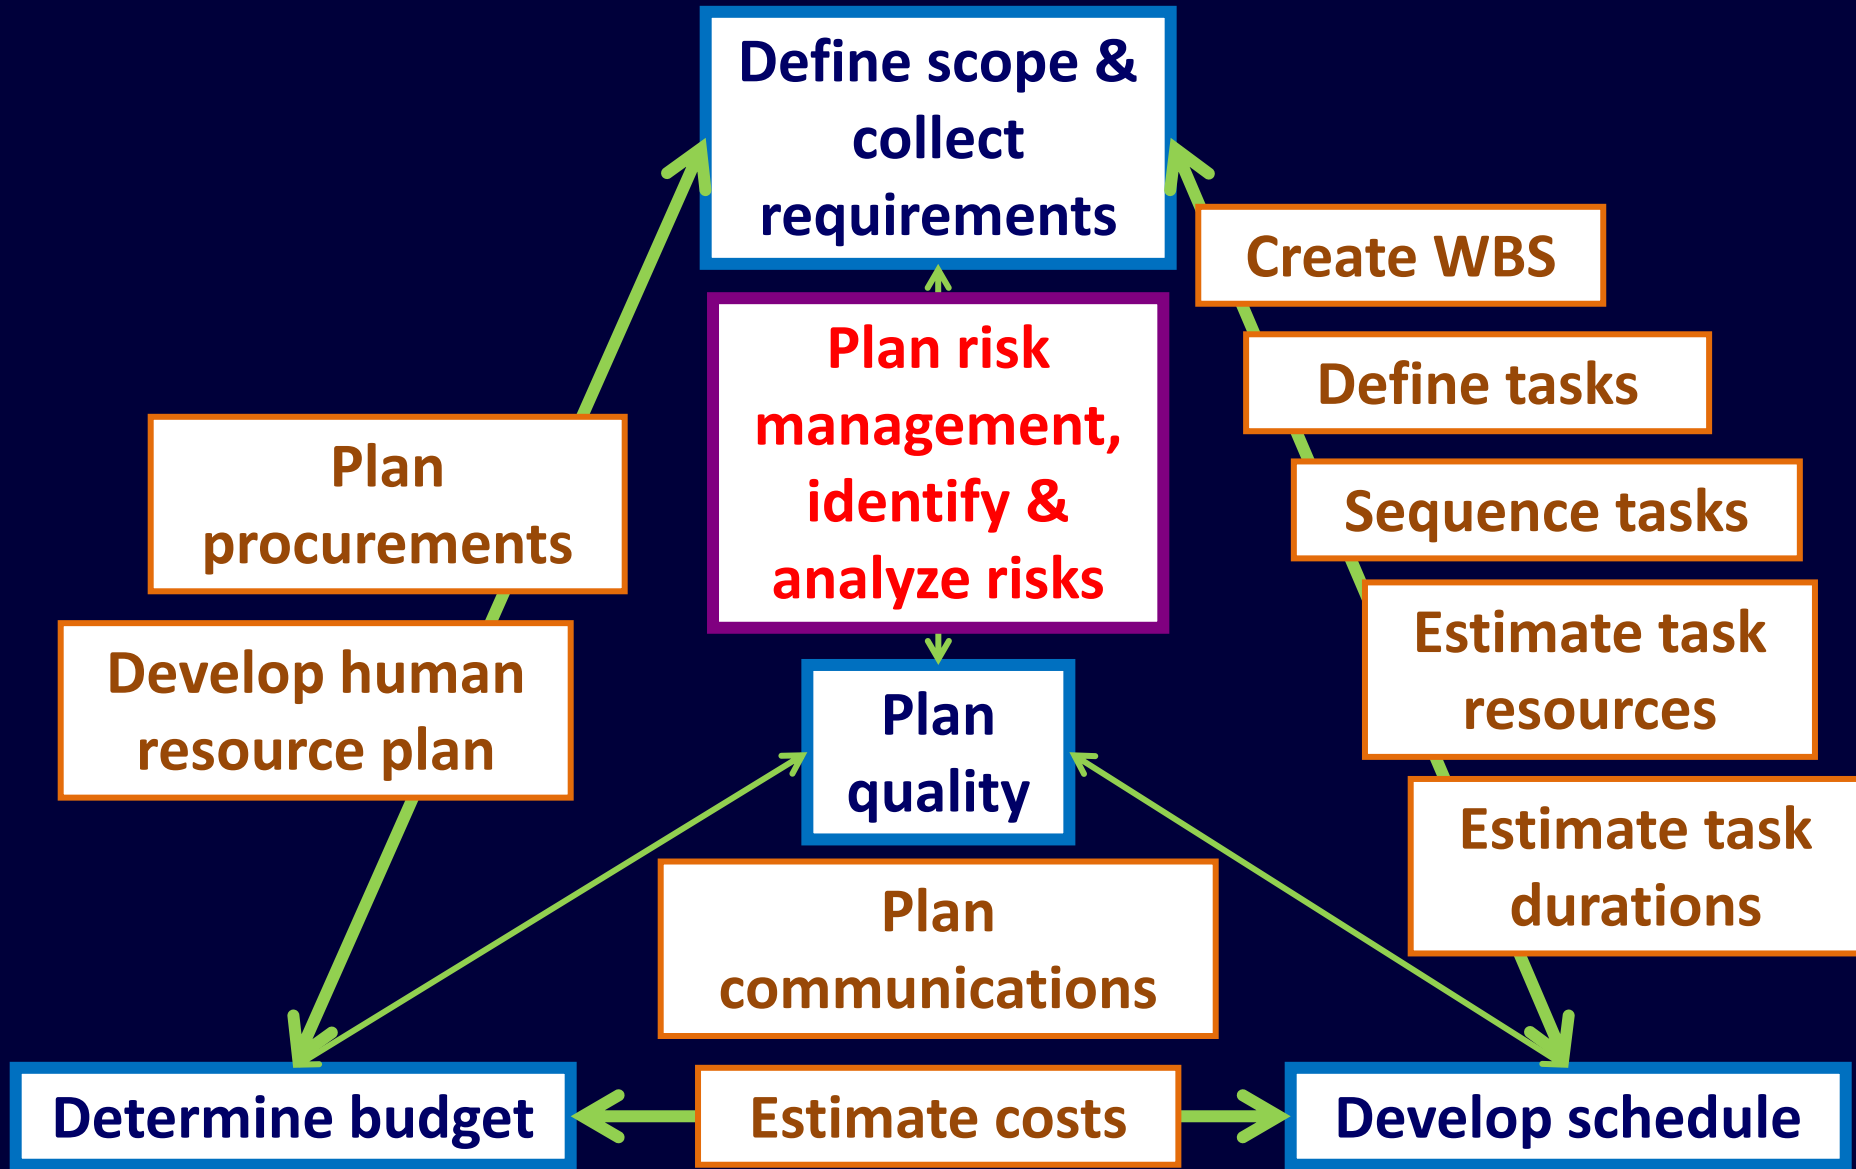 Define scope &
collect
requirements
Create WBS
Plan risk
management,
identify &
analyze risks
Define tasks
Plan
procurements
Sequence tasks
Estimate task
resources
Develop human
resource plan
Plan
quality
Estimate task
durations
Plan
communications
Determine budget
Estimate costs
Develop schedule